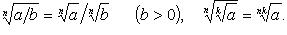 ⁿ√(a/b) = ⁿ√a / ⁿ√b (b > 0), ⁿ√(ᵏ√a) = ⁿᵏ√a.